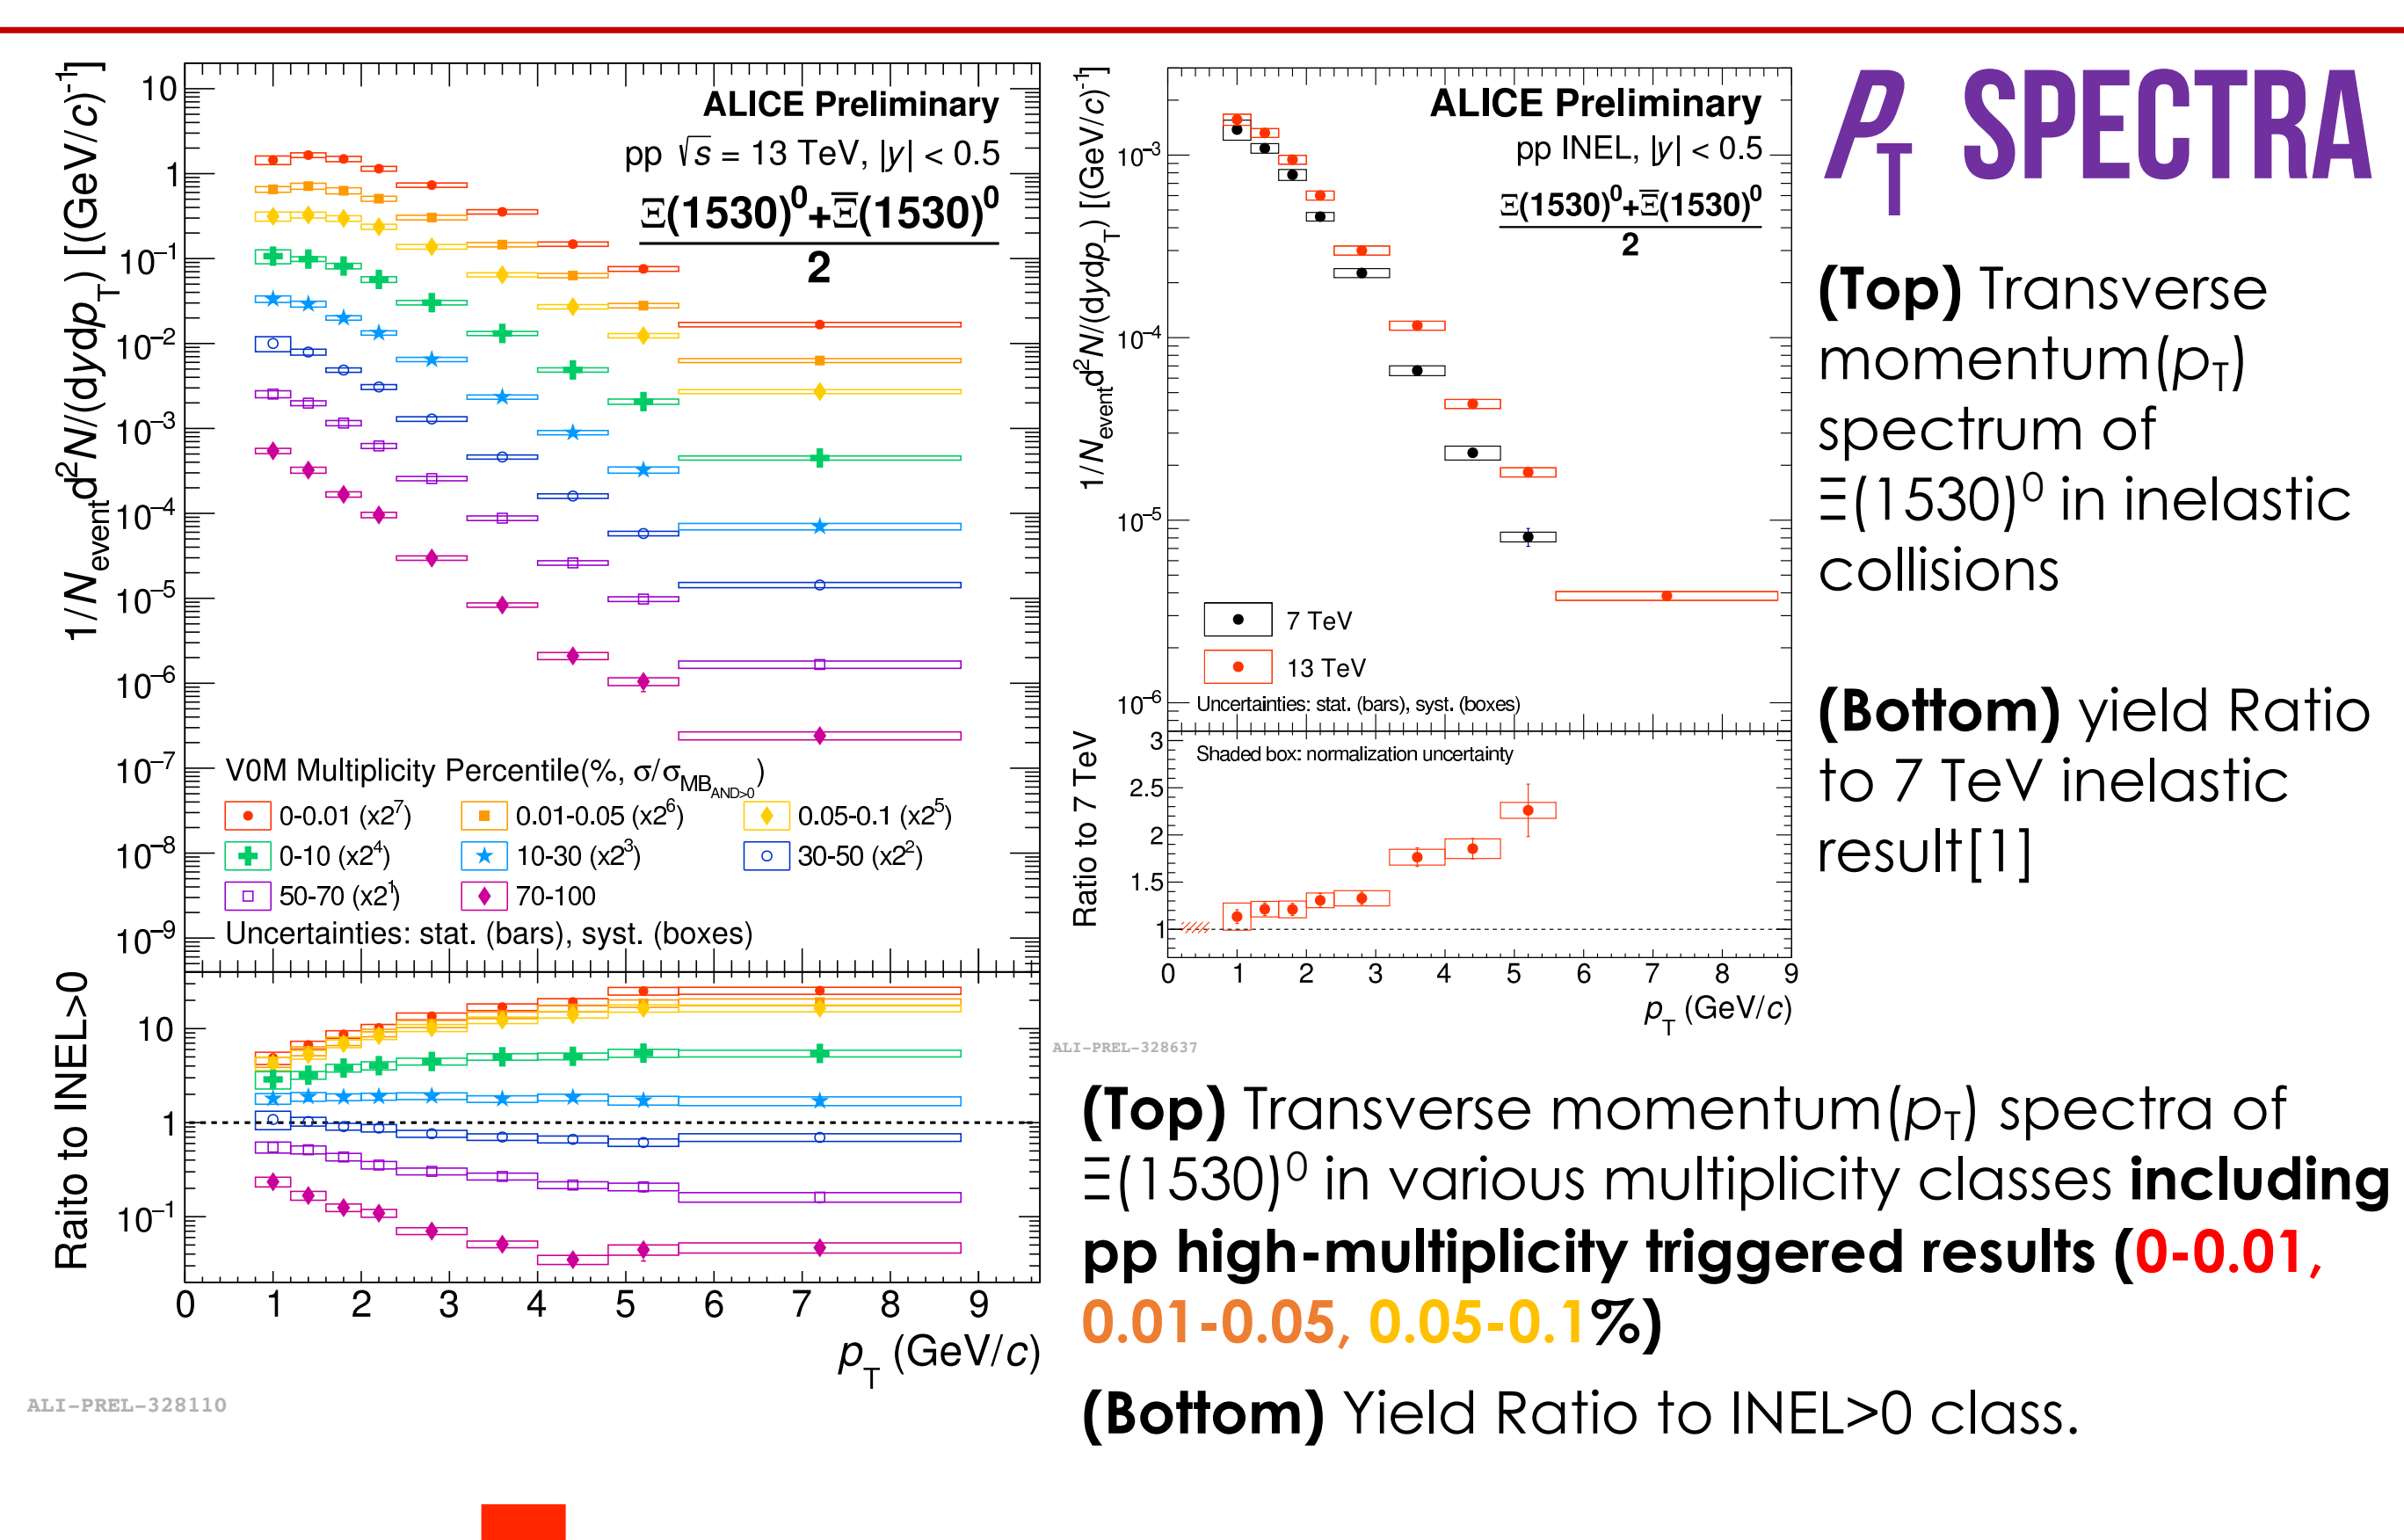 10
1
10⁻¹
10⁻²
10⁻³
10⁻⁴
10⁻⁵
10⁻⁶
10⁻⁷
10⁻⁸
10⁻⁹
1/N_event d²N/(dydp_T) [(GeV/c)⁻¹]
ALICE Preliminary
pp √s = 13 TeV, |y| < 0.5
Ξ(1530)⁰+Ξ̅(1530)⁰
2
V0M Multiplicity Percentile(%, σ/σ_MB_AND>0)
0-0.01 (x2⁷) 0.01-0.05 (x2⁶) 0.05-0.1 (x2⁵)
0-10 (x2⁴) 10-30 (x2³) 30-50 (x2²)
50-70 (x2¹) 70-100
Uncertainties: stat. (bars), syst. (boxes)
Raito to INEL>0
10
1
10⁻¹
0 1 2 3 4 5 6 7 8 9
p_T (GeV/c)
ALI-PREL-328110
1/N_event d²N/(dydp_T) [(GeV/c)⁻¹]
10⁻³
10⁻⁴
10⁻⁵
10⁻⁶
ALICE Preliminary
pp INEL, |y| < 0.5
Ξ(1530)⁰+Ξ̅(1530)⁰
2
7 TeV
13 TeV
Uncertainties: stat. (bars), syst. (boxes)
Ratio to 7 TeV
3
2.5
2
1.5
1
Shaded box: normalization uncertainty
0 1 2 3 4 5 6 7 8 9
p_T (GeV/c)
ALI-PREL-328637
P_T SPECTRA
(Top) Transverse
momentum(p_T)
spectrum of
Ξ(1530)⁰ in inelastic
collisions
(Bottom) yield Ratio
to 7 TeV inelastic
result[1]
(Top) Transverse momentum(p_T) spectra of
Ξ(1530)⁰ in various multiplicity classes including
pp high-multiplicity triggered results (0-0.01,
0.01-0.05, 0.05-0.1%)
(Bottom) Yield Ratio to INEL>0 class.